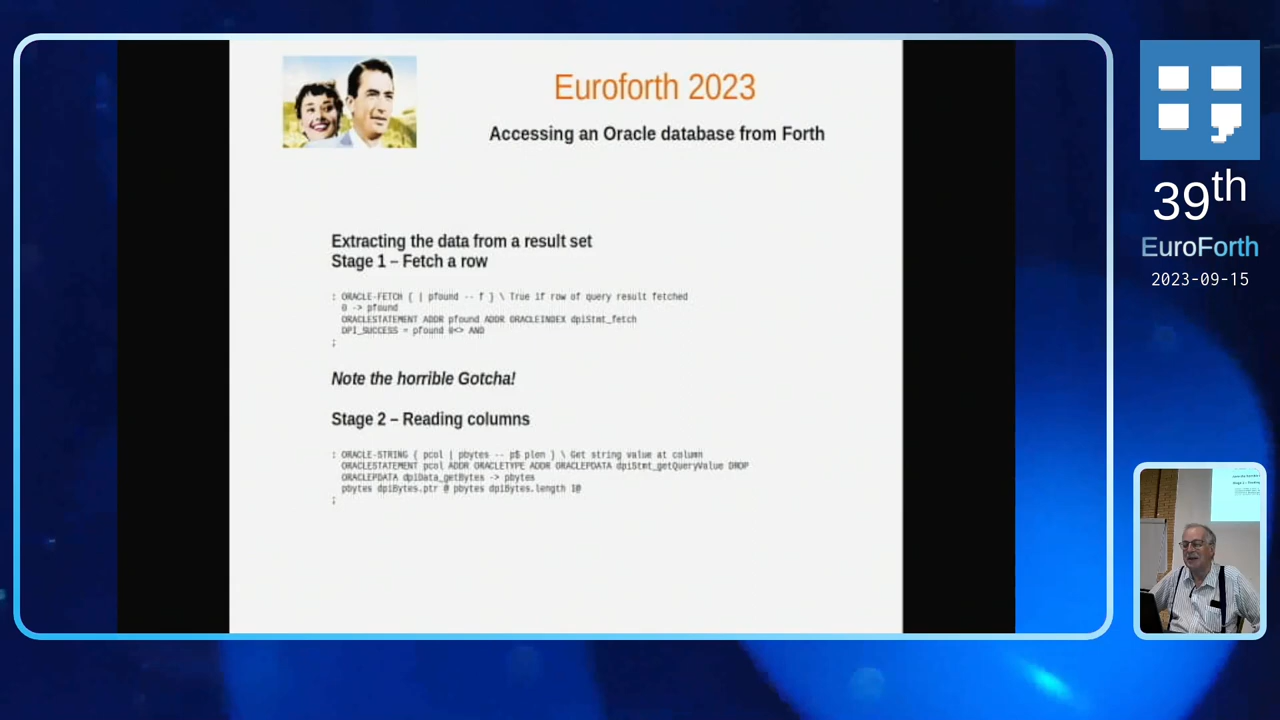 Euroforth 2023
Accessing an Oracle database from Forth
Extracting the data from a result set
Stage 1 – Fetch a row
: ORACLE-FETCH { | pfound -- f } \ True if row of query result fetched
0 -> pfound
ORACLESTATEMENT ADDR pfound ADDR ORACLEINDEX dpiStmt_fetch
DPI_SUCCESS = pfound @<> AND
;
Note the horrible Gotcha!
Stage 2 – Reading columns
: ORACLE-STRING { pcol | pbytes -- p$ plen } \ Get string value at column
ORACLESTATEMENT pcol ADDR ORACLETYPE ADDR ORACLEPDATA dpiStmt_getQueryValue DROP
ORACLEPDATA dpiData_getBytes -> pbytes
pbytes dpiBytes.ptr @ pbytes dpiBytes.length l@
;
39th
EuroForth
2023-09-15